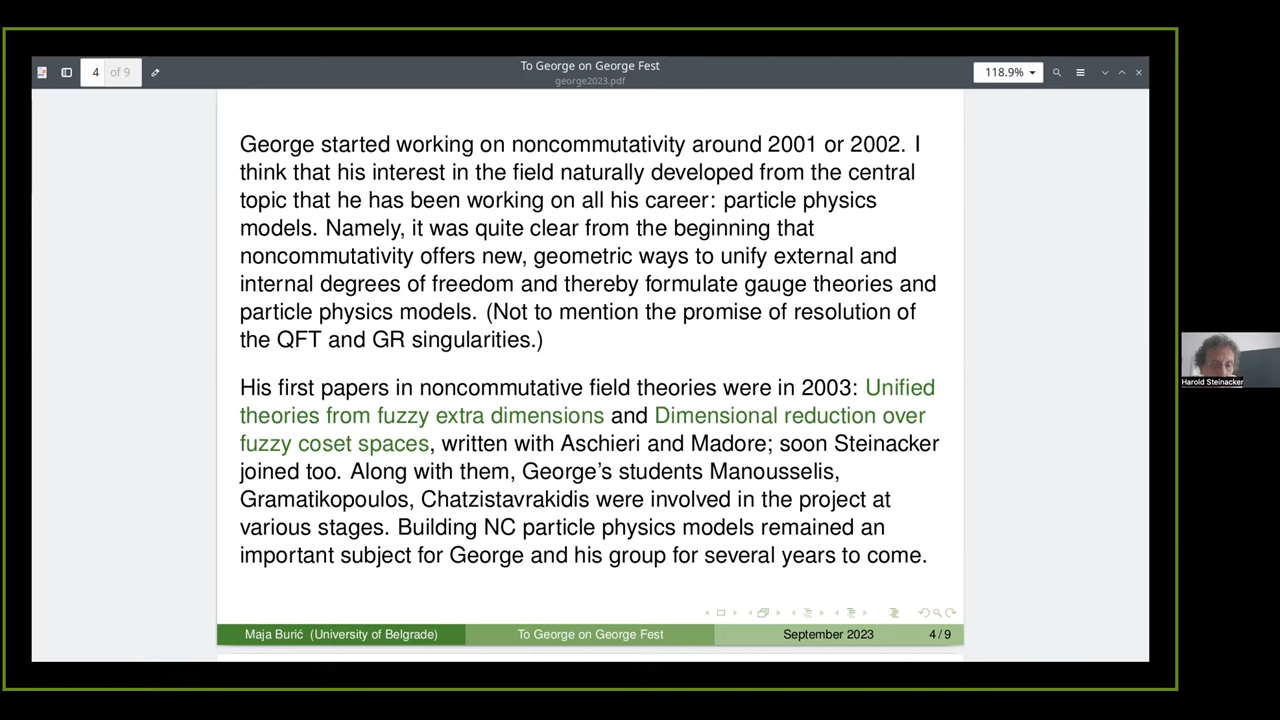 To George on George Fest
4 of 9
118.9%
george2023.pdf
George started working on noncommutativity around 2001 or 2002. I
think that his interest in the field naturally developed from the central
topic that he has been working on all his career: particle physics
models. Namely, it was quite clear from the beginning that
noncommutativity offers new, geometric ways to unify external and
internal degrees of freedom and thereby formulate gauge theories and
particle physics models. (Not to mention the promise of resolution of
the QFT and GR singularities.)
His first papers in noncommutative field theories were in 2003: Unified
theories from fuzzy extra dimensions and Dimensional reduction over
fuzzy coset spaces, written with Aschieri and Madore; soon Steinacker
joined too. Along with them, George's students Manousselis,
Gramatikopoulos, Chatzistavrakidis were involved in the project at
various stages. Building NC particle physics models remained an
important subject for George and his group for several years to come.
Maja Burić (University of Belgrade) To George on George Fest September 2023 4 / 9
Harold Steinacker